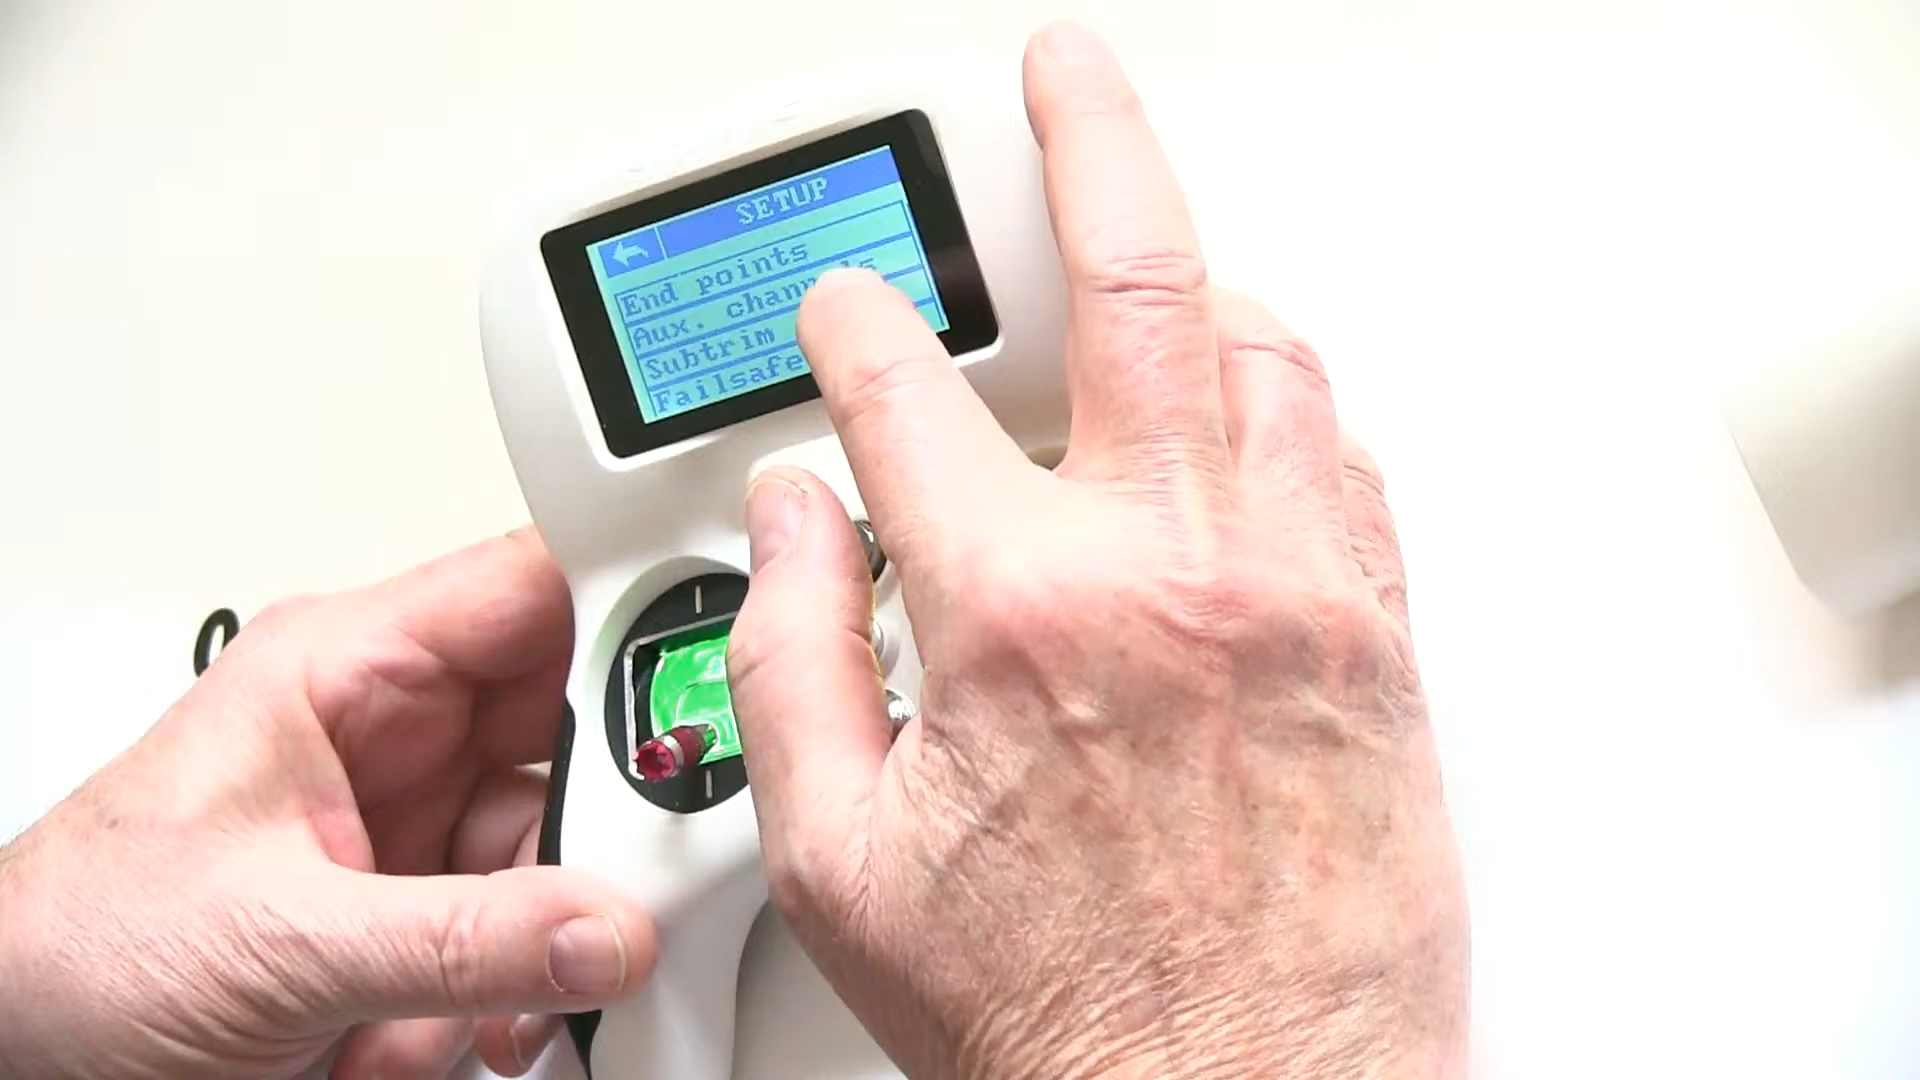 SETUP
End points
Aux. channels
Subtrim
Failsafe